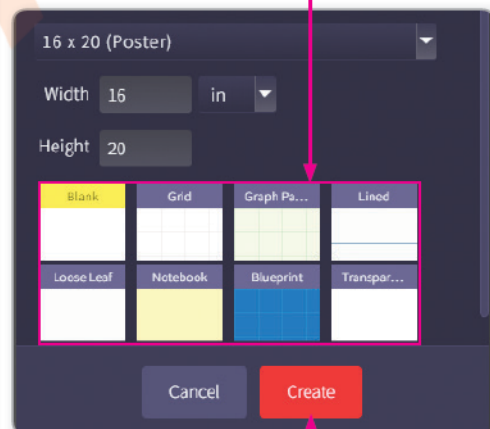 16 x 20 (Poster)
Width 16 in
Height 20
Blank Grid Graph Pa... Lined
Loose Leaf Notebook Blueprint Transpar...
Cancel Create